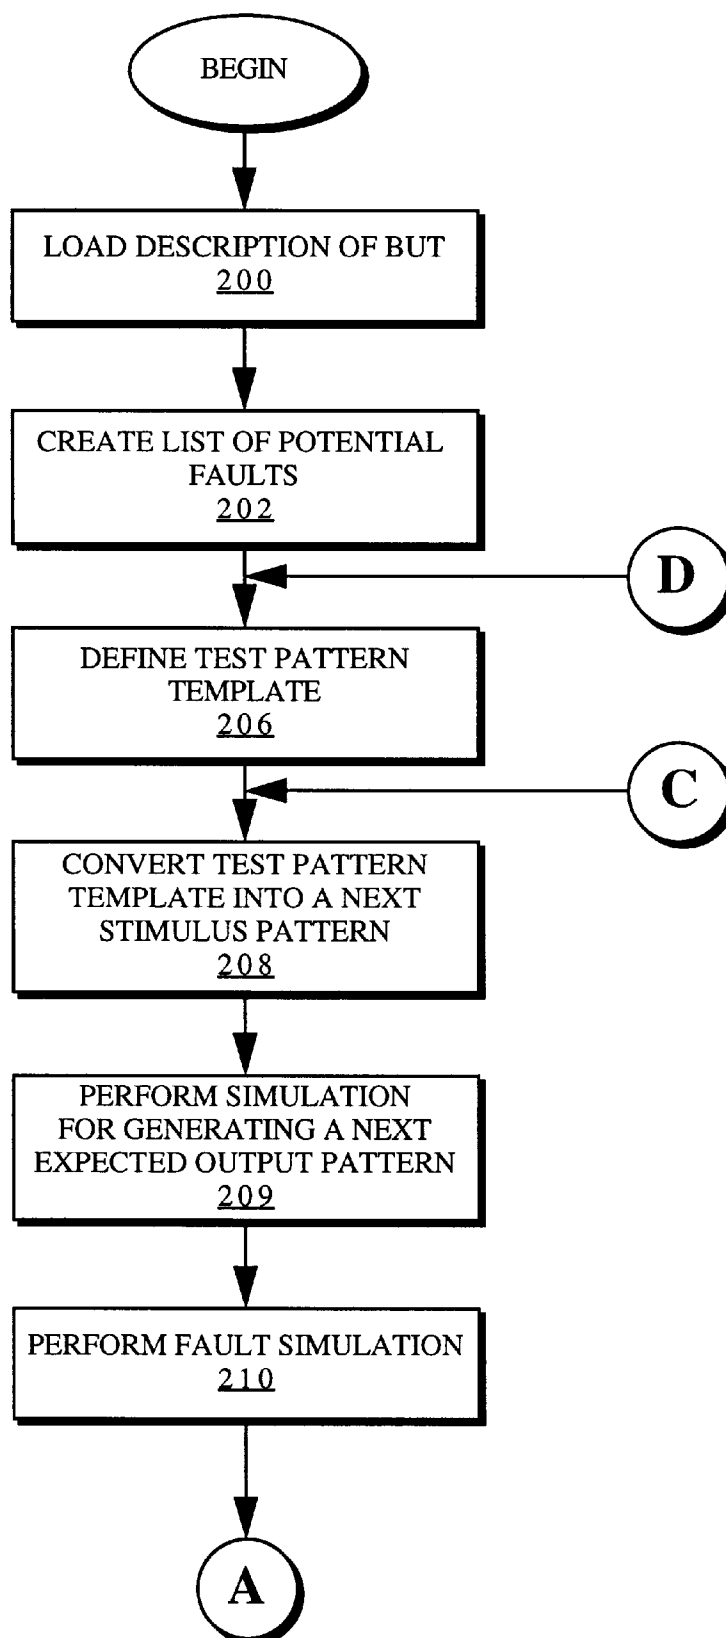 BEGIN
LOAD DESCRIPTION OF BUT
200
CREATE LIST OF POTENTIAL
FAULTS
202
D
DEFINE TEST PATTERN
TEMPLATE
206
C
CONVERT TEST PATTERN
TEMPLATE INTO A NEXT
STIMULUS PATTERN
208
PERFORM SIMULATION
FOR GENERATING A NEXT
EXPECTED OUTPUT PATTERN
209
PERFORM FAULT SIMULATION
210
A